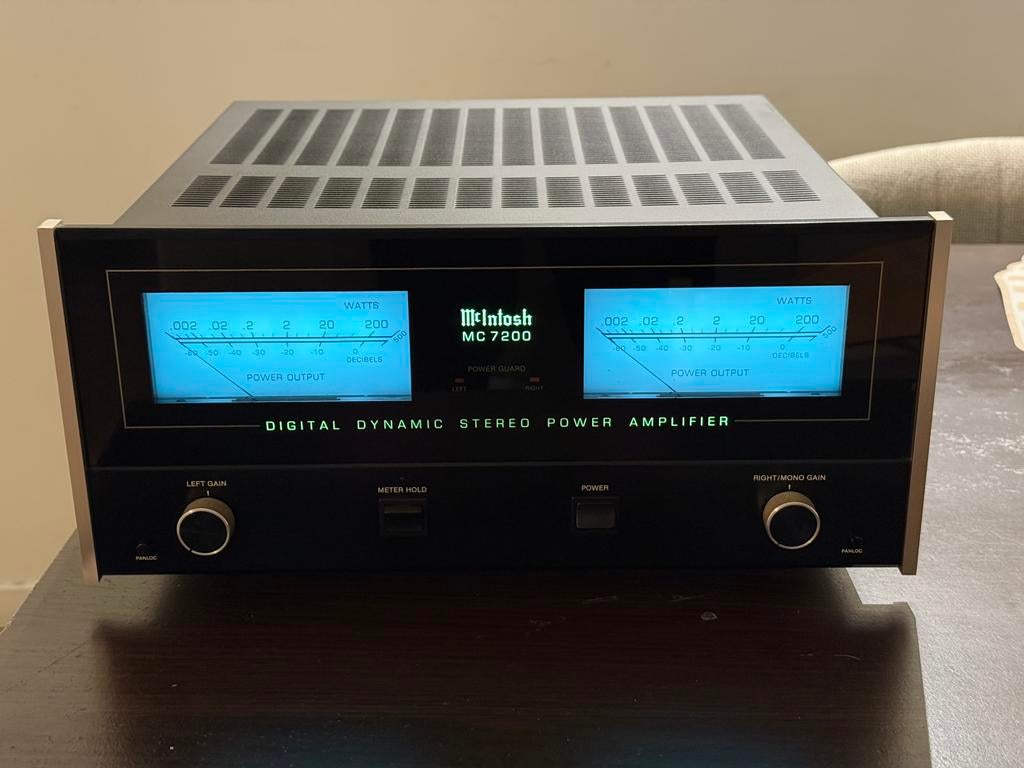 WATTS
.002 .02 .2 2 20 200 500
-60 -50 -40 -30 -20 -10 0
DECIBELS
POWER OUTPUT
McIntosh
MC 7200
POWER GUARD
LEFT RIGHT
WATTS
.002 .02 .2 2 20 200 500
-60 -50 -40 -30 -20 -10 0
DECIBELS
POWER OUTPUT
DIGITAL DYNAMIC STEREO POWER AMPLIFIER
LEFT GAIN
METER HOLD
POWER
RIGHT/MONO GAIN
PANLOC
PANLOC